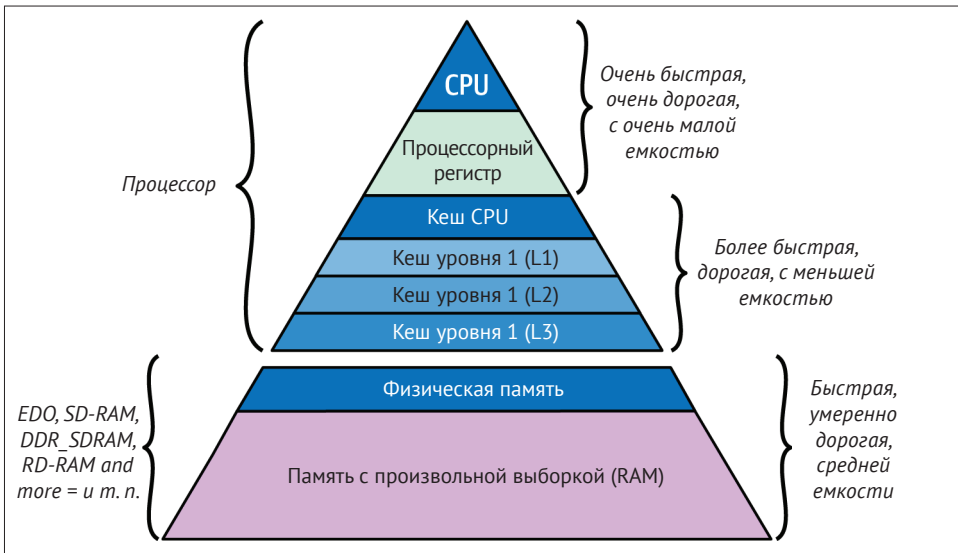 CPU
Процессорный
регистр
Кеш CPU
Кеш уровня 1 (L1)
Кеш уровня 1 (L2)
Кеш уровня 1 (L3)
Процессор
Очень быстрая,
очень дорогая,
с очень малой
емкостью
Более быстрая,
дорогая, с меньшей
емкостью
Физическая память
Память с произвольной выборкой (RAM)
EDO, SD-RAM,
DDR_SDRAM,
RD-RAM and
more = и т. п.
Быстрая,
умеренно
дорогая,
средней
емкости